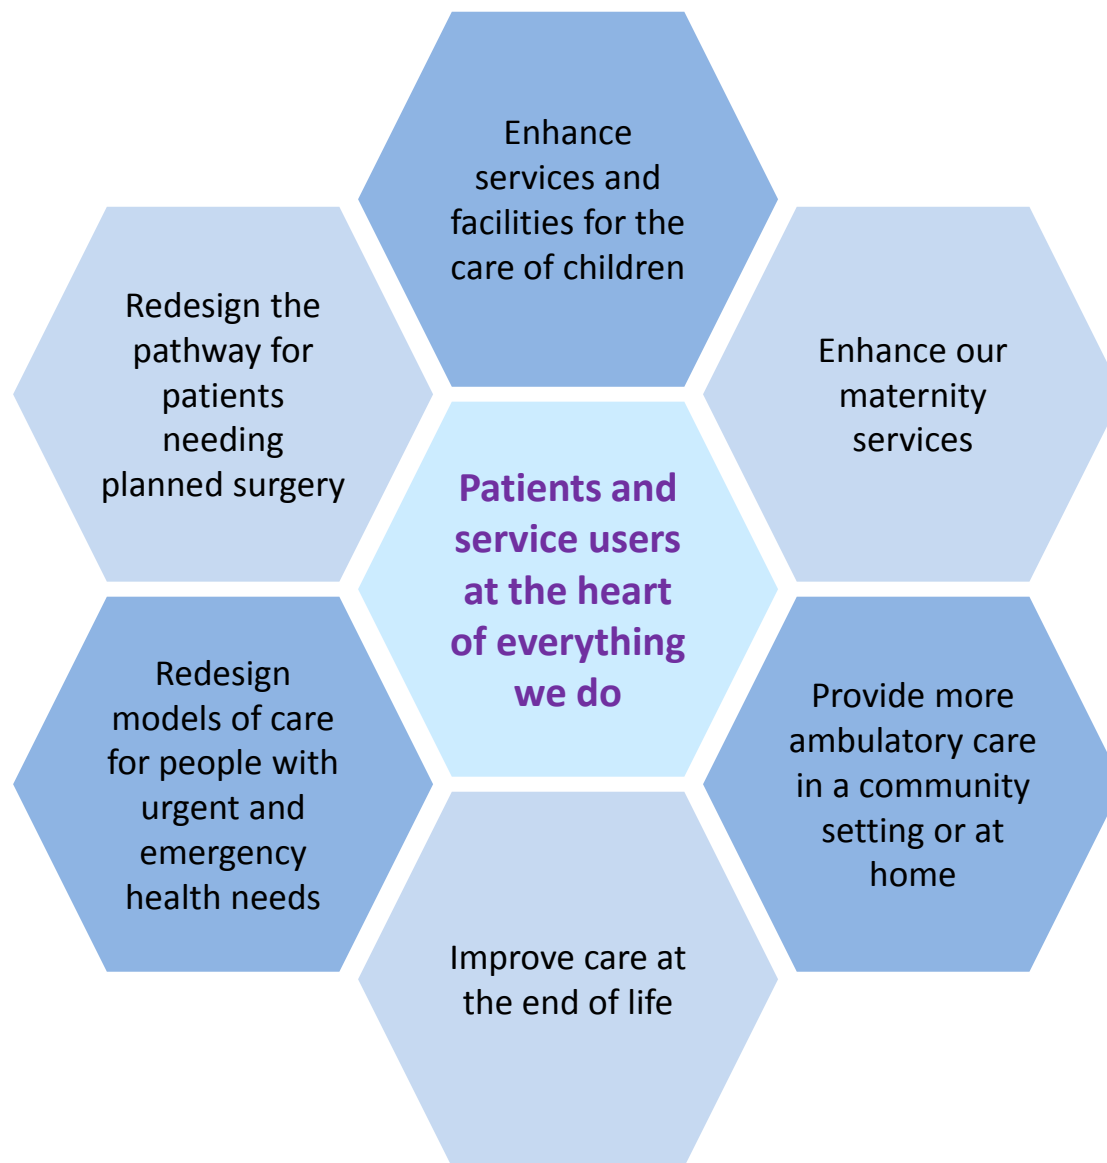 Enhance
services and
facilities for the
care of children
Redesign the
pathway for
patients
needing
planned surgery
Enhance our
maternity
services
Patients and
service users
at the heart
of everything
we do
Redesign
models of care
for people with
urgent and
emergency
health needs
Provide more
ambulatory care
in a community
setting or at
home
Improve care at
the end of life